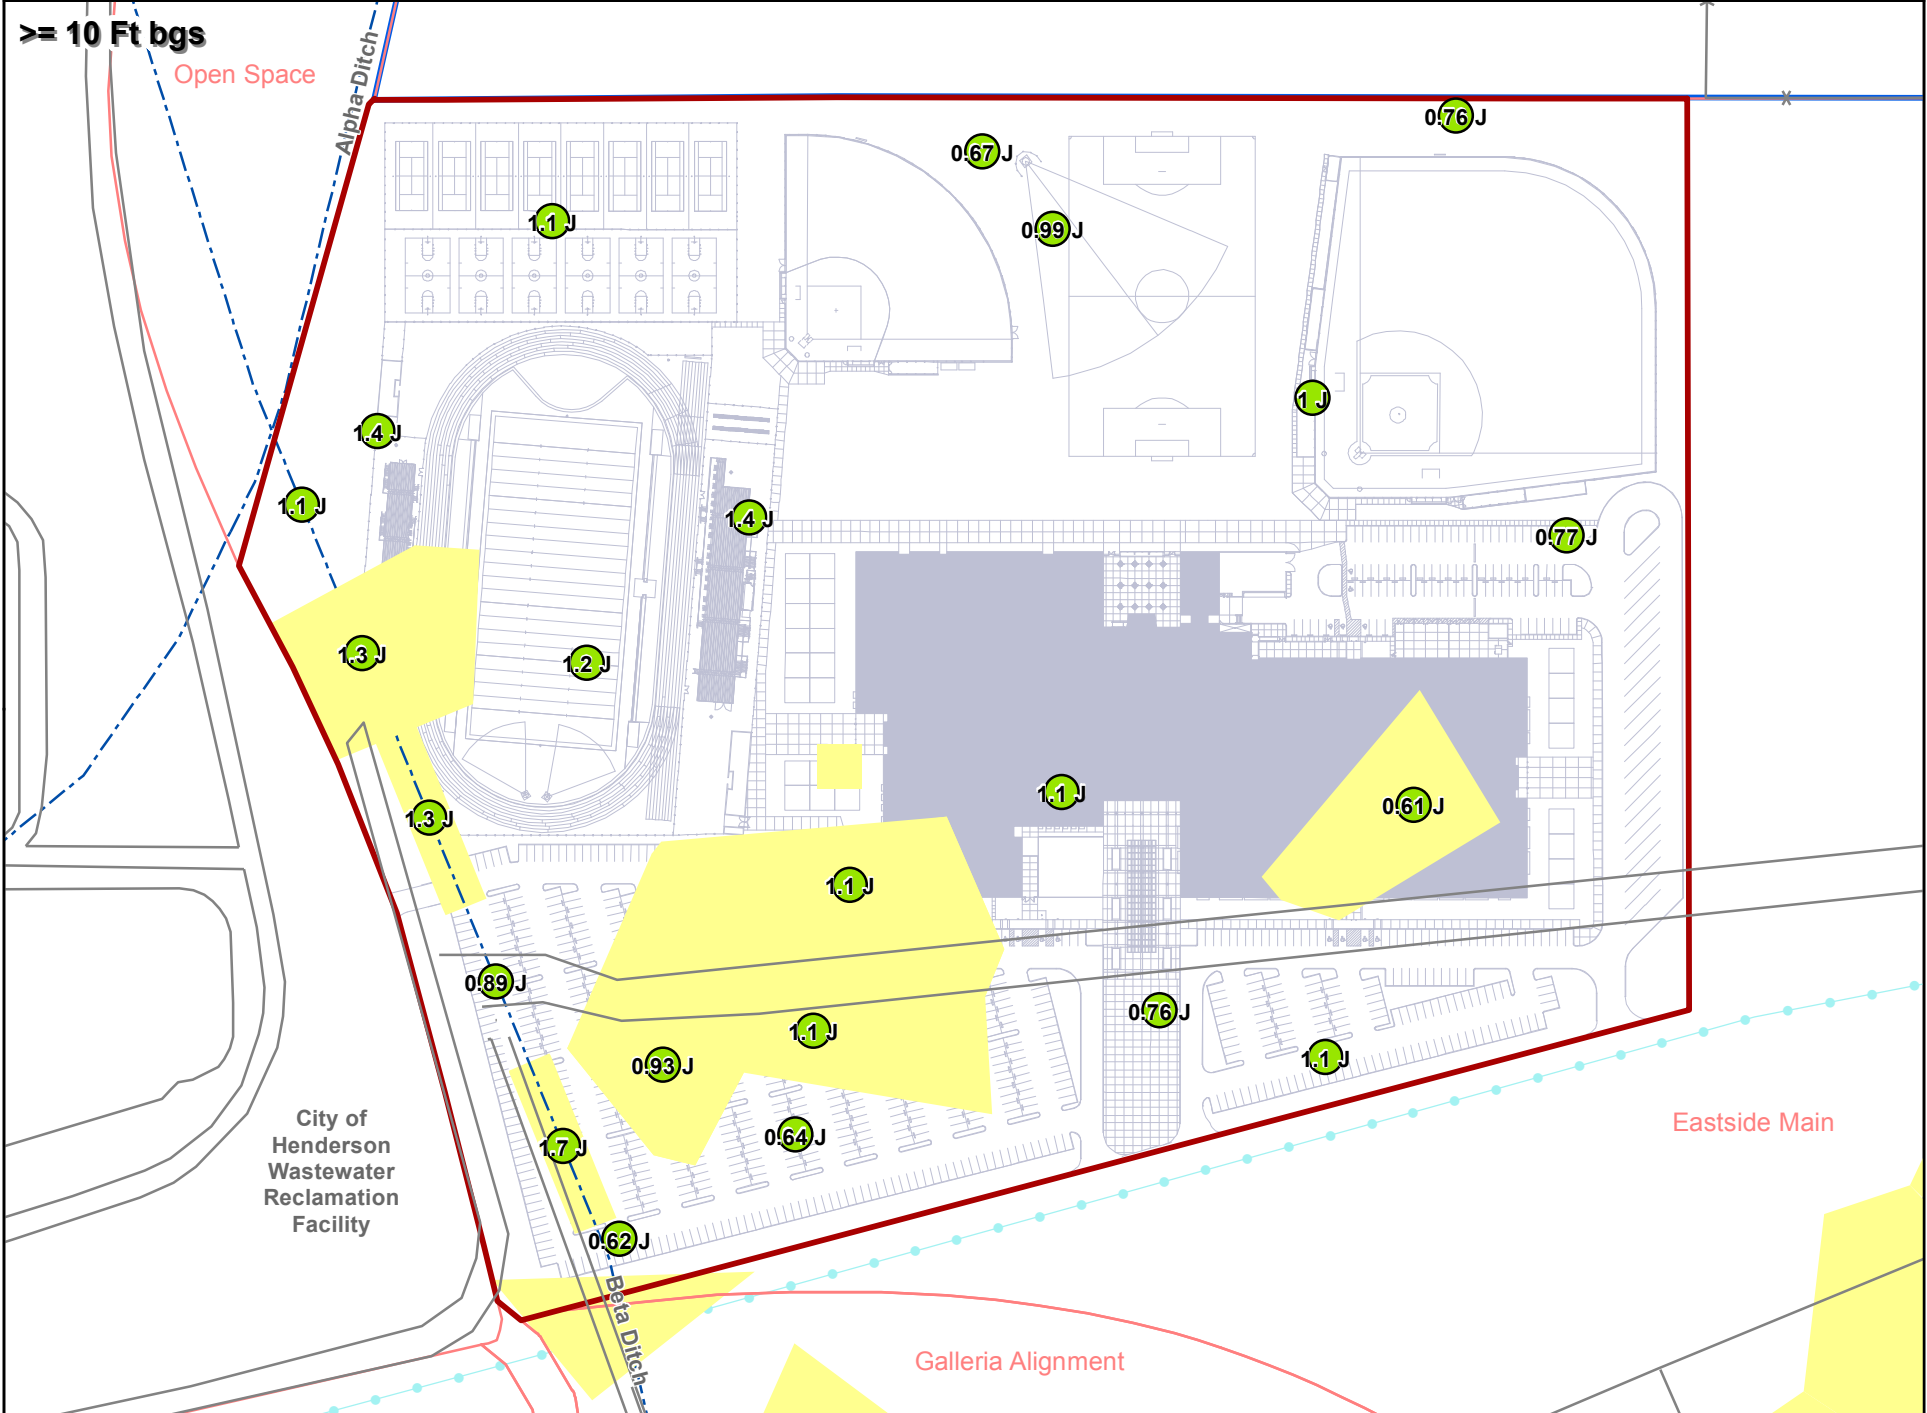 >= 10 Ft bgs
Open Space
Alpha Ditch
0.76 J
0.67 J
1.1 J
0.99 J
1 J
1.4 J
1.1 J
1.4 J
0.77 J
1.3 J
1.2 J
1.1 J
0.61 J
1.3 J
1.1 J
0.89 J
0.76 J
1.1 J
0.93 J
1.1 J
0.64 J
1.7 J
City of
Henderson
Wastewater
Reclamation
Facility
Eastside Main
0.62 J
Beta Ditch
Galleria Alignment